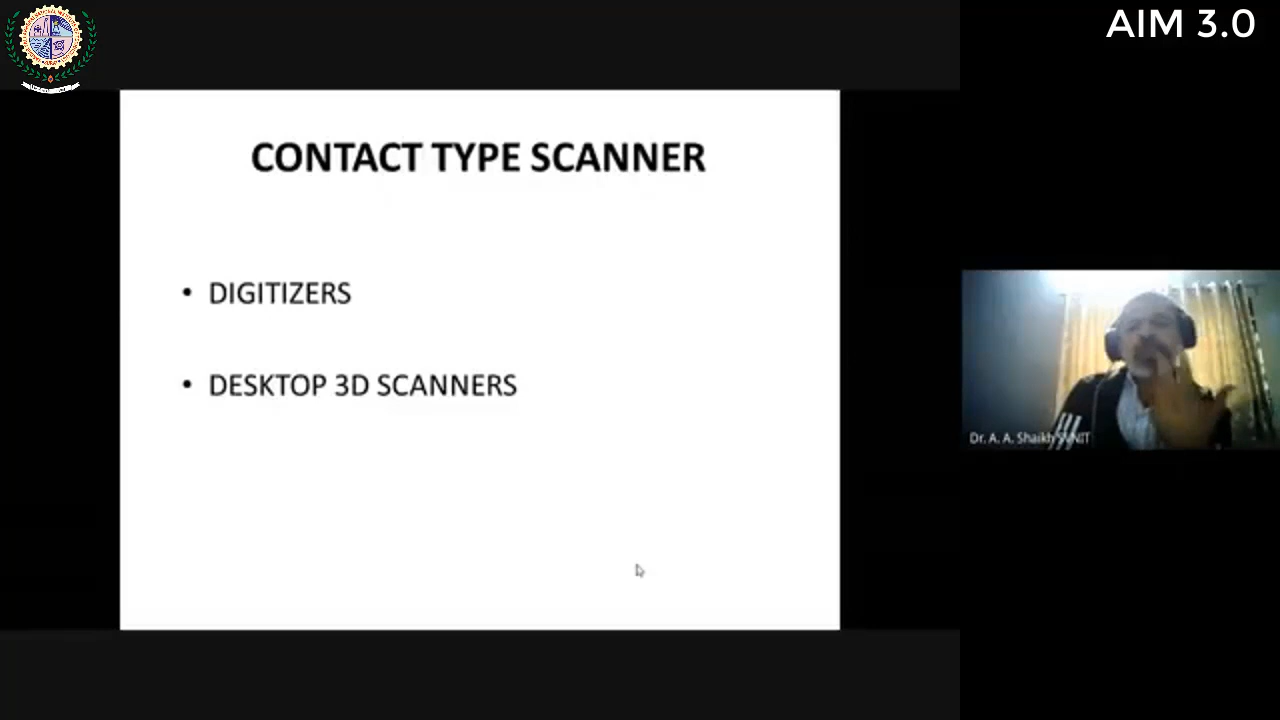 AIM 3.0
CONTACT TYPE SCANNER
• DIGITIZERS
• DESKTOP 3D SCANNERS
Dr. A. A. Shaikh SVNIT